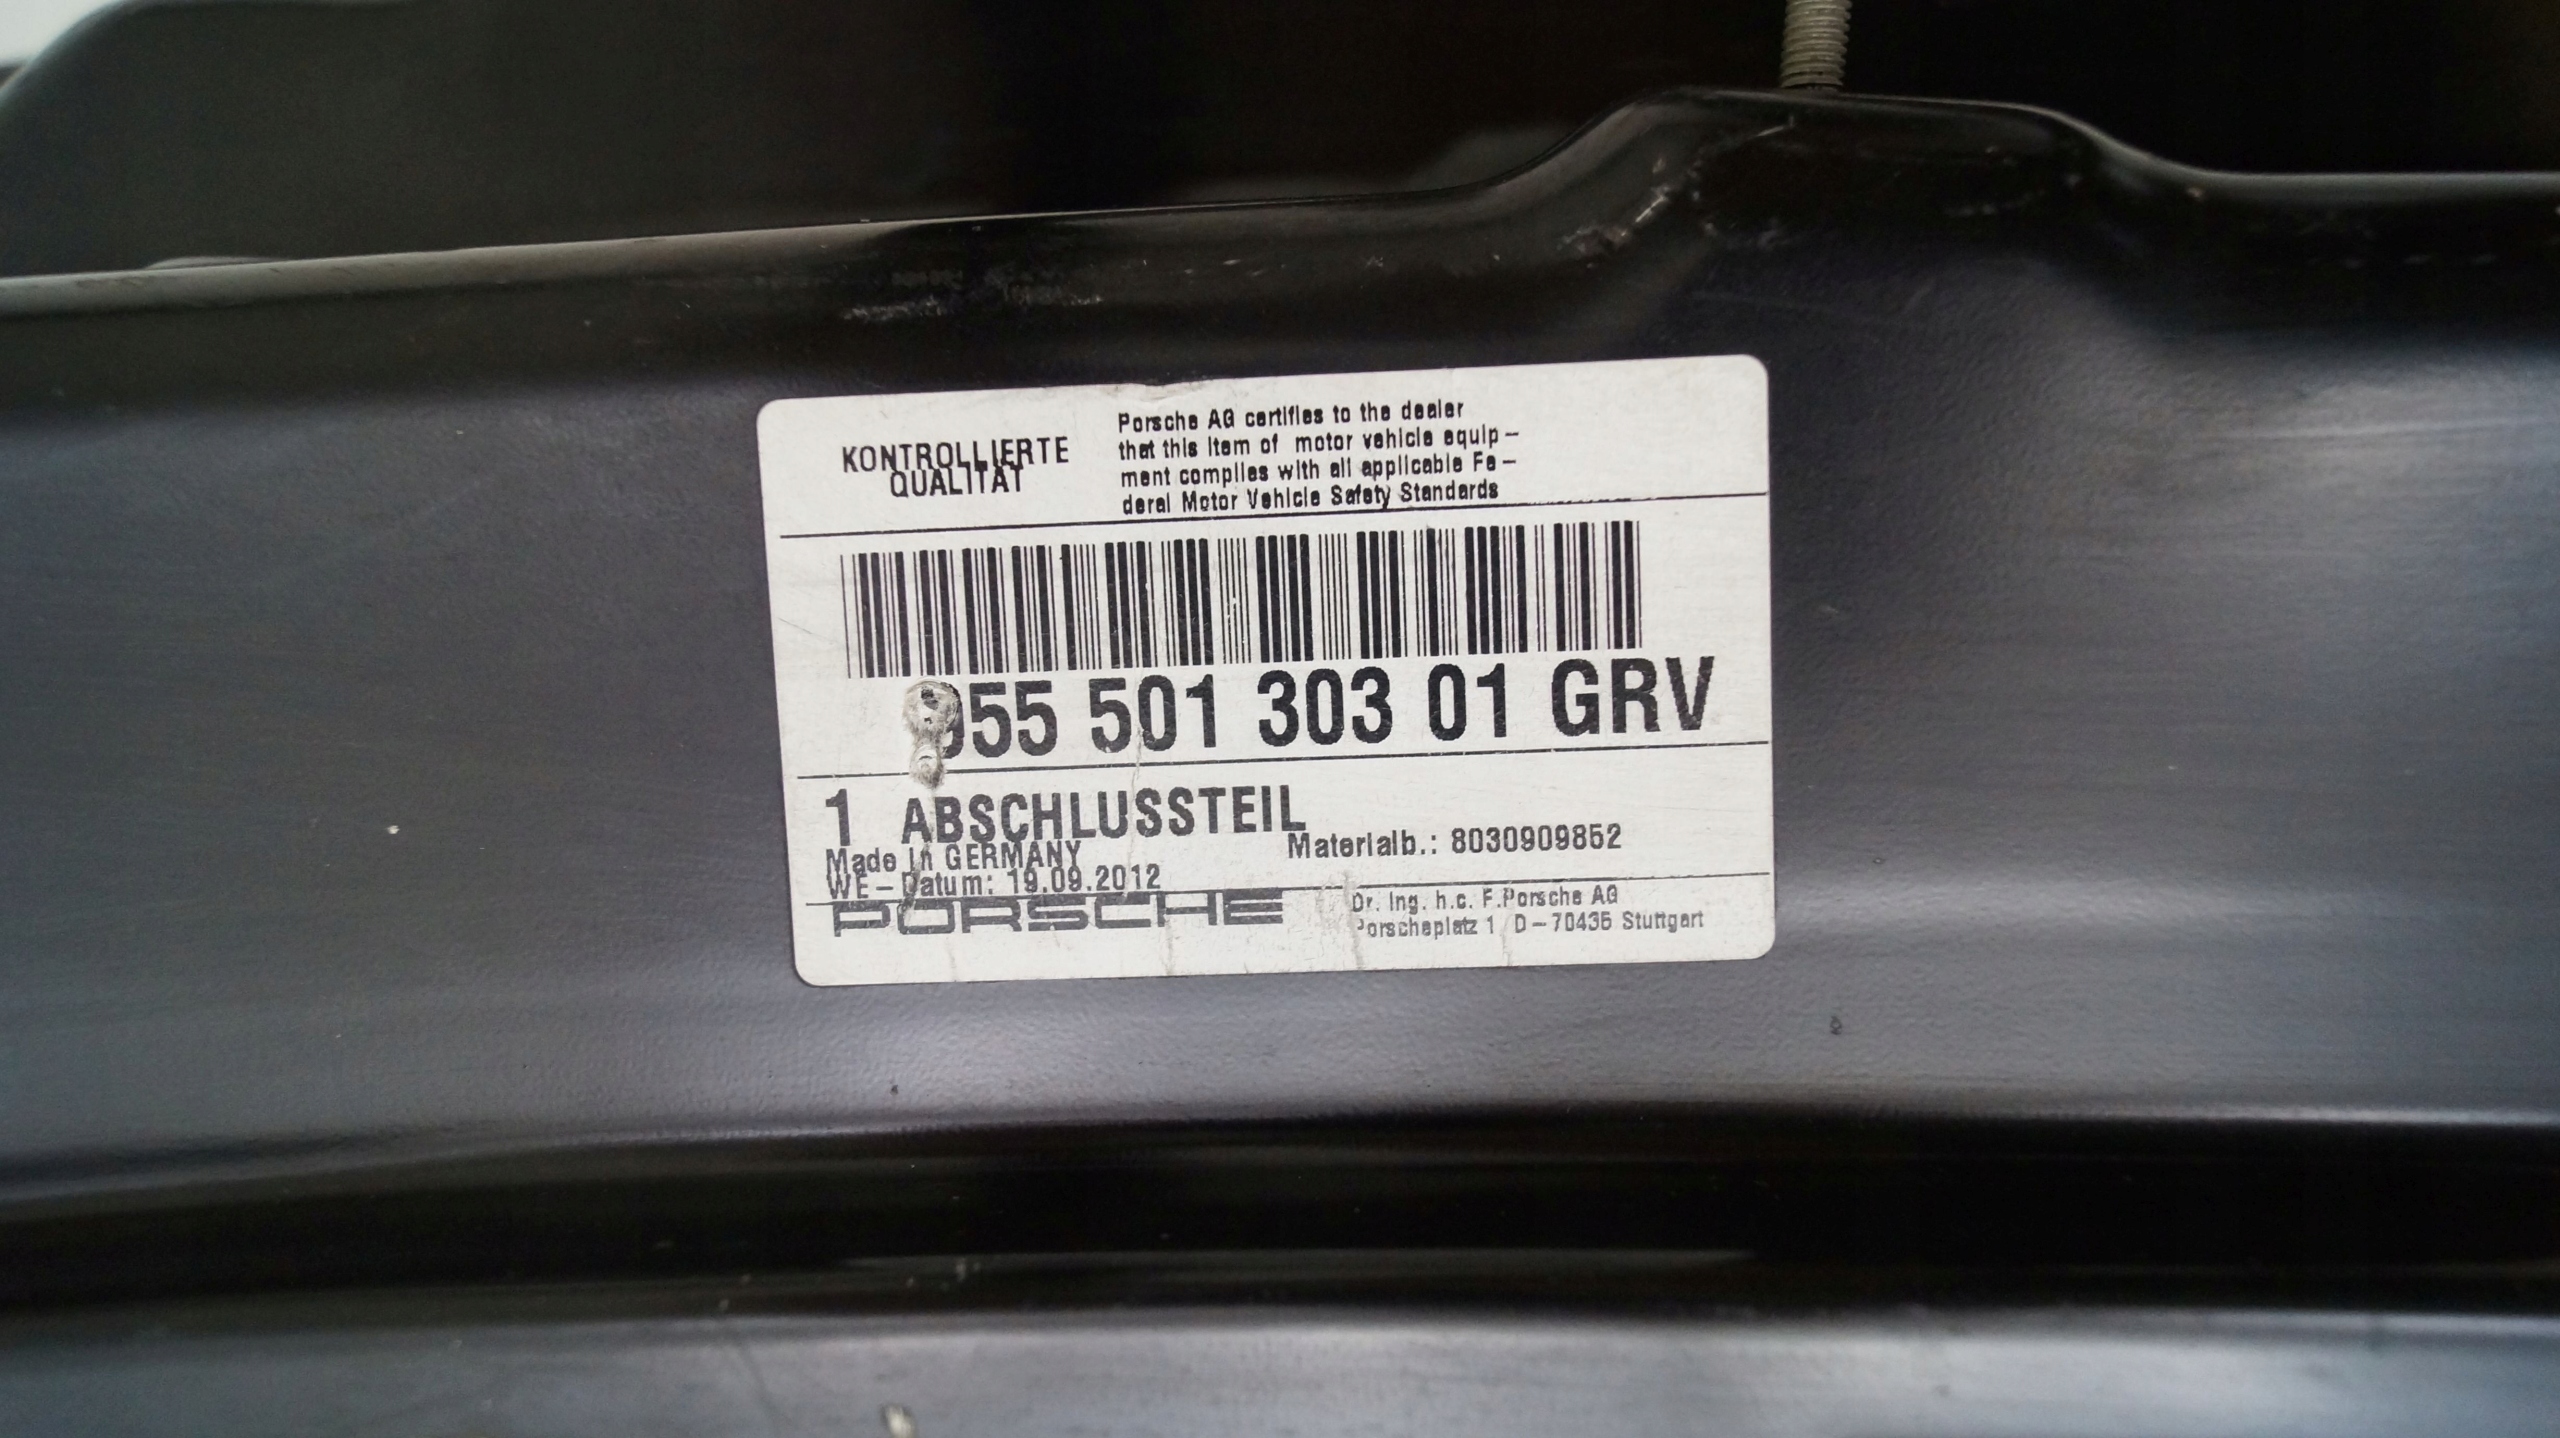 KONTROLLIERTE
QUALITÄT
Porsche AG certifies to the dealer
that this item of motor vehicle equip-
ment complies with all applicable Fe-
deral Motor Vehicle Safety Standards
955 501 303 01 GRV
1 ABSCHLUSSTEIL
Made in GERMANY
Materialb.: 8030909852
WE-Datum: 19.09.2012
PORSCHE
Dr. Ing. h.c. F.Porsche AG
Porscheplatz 1 D-70435 Stuttgart